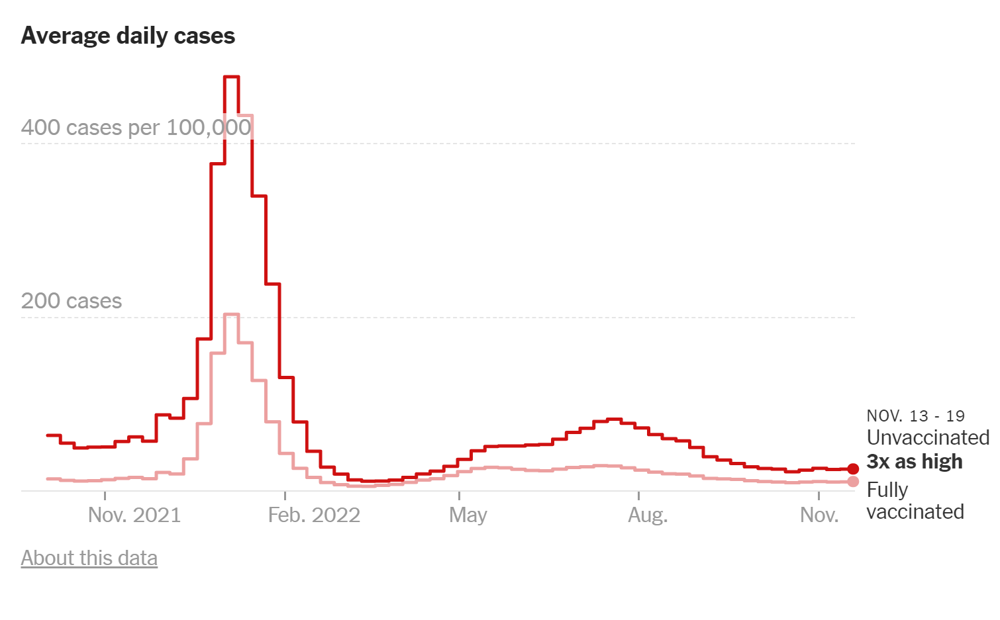 Average daily cases
400 cases per 100,000
200 cases
NOV. 13 - 19
Unvaccinated
3x as high
Fully
vaccinated
Nov. 2021
Feb. 2022
May
Aug.
Nov.
About this data